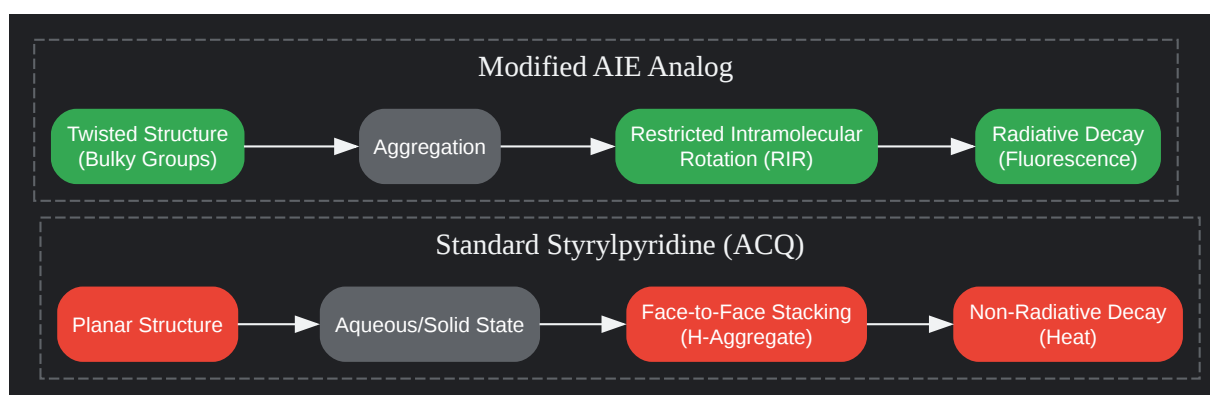 Modified AIE Analog
Twisted Structure
(Bulky Groups)
Aggregation
Restricted Intramolecular
Rotation (RIR)
Radiative Decay
(Fluorescence)
Standard Styrylpyridine (ACQ)
Planar Structure
Aqueous/Solid State
Face-to-Face Stacking
(H-Aggregate)
Non-Radiative Decay
(Heat)